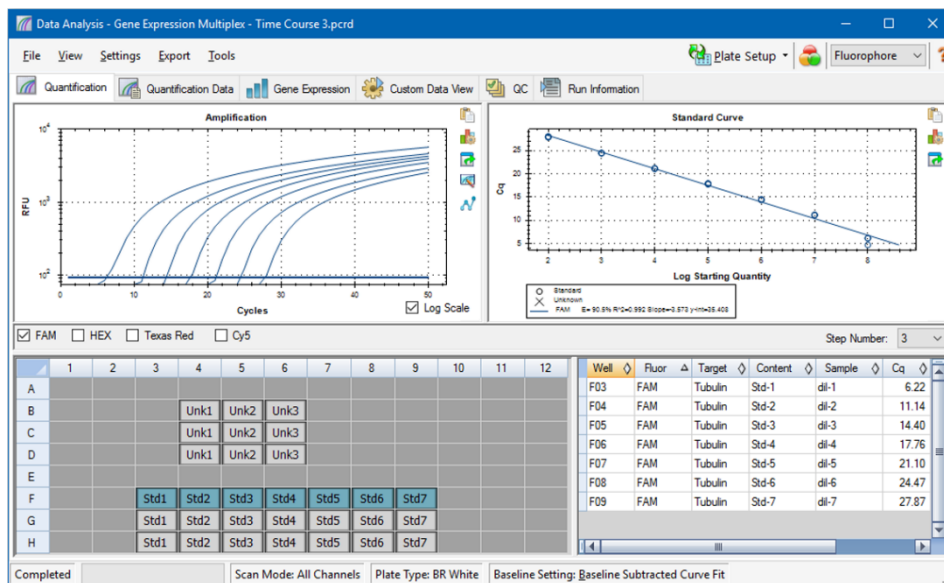 Data Analysis - Gene Expression Multiplex - Time Course 3.pcrd
File View Settings Export Tools Plate Setup Fluorophore ?
Quantification Quantification Data Gene Expression Custom Data View QC Run Information
Amplification
10^4
10^3
10^2
RFU
0 10 20 30 40 50
Cycles
Log Scale
Standard Curve
25
20
15
10
5
Cq
2 3 4 5 6 7 8
Log Starting Quantity
Standard
Unknown
FAM E= 90.5% R^2=0.992 Slope=-3.573 y-int=35.408
FAM HEX Texas Red Cy5 Step Number: 3
1 2 3 4 5 6 7 8 9 10 11 12
A
B Unk1 Unk2 Unk3
C Unk1 Unk2 Unk3
D Unk1 Unk2 Unk3
E
F Std1 Std2 Std3 Std4 Std5 Std6 Std7
G Std1 Std2 Std3 Std4 Std5 Std6 Std7
H Std1 Std2 Std3 Std4 Std5 Std6 Std7
Well Fluor Target Content Sample Cq
F03 FAM Tubulin Std-1 dil-1 6.22
F04 FAM Tubulin Std-2 dil-2 11.14
F05 FAM Tubulin Std-3 dil-3 14.40
F06 FAM Tubulin Std-4 dil-4 17.76
F07 FAM Tubulin Std-5 dil-5 21.10
F08 FAM Tubulin Std-6 dil-6 24.47
F09 FAM Tubulin Std-7 dil-7 27.87
Completed Scan Mode: All Channels Plate Type: BR White Baseline Setting: Baseline Subtracted Curve Fit